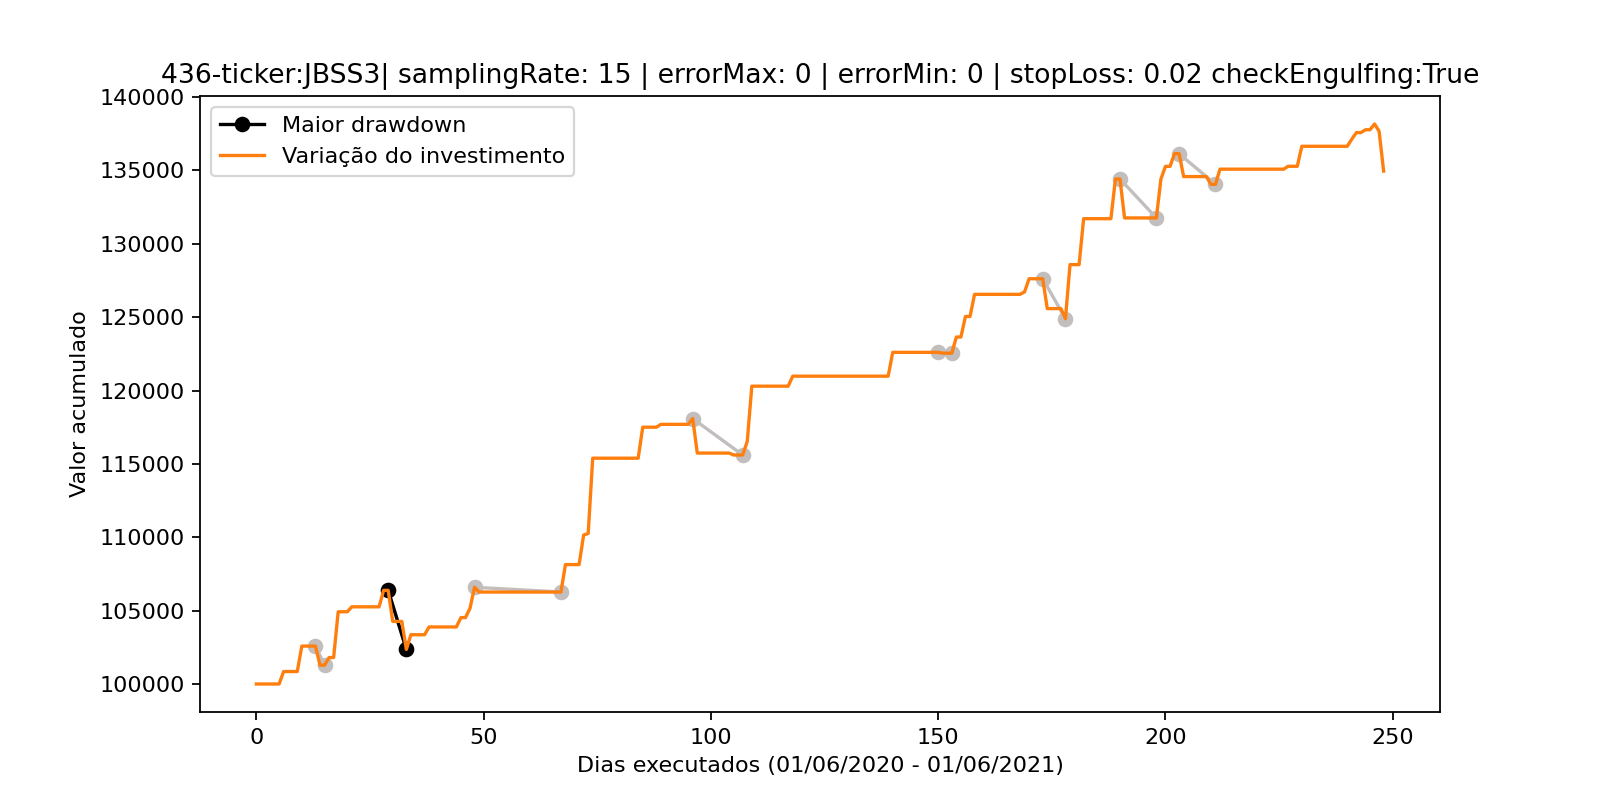 436-ticker:JBSS3| samplingRate: 15 | errorMax: 0 | errorMin: 0 | stopLoss: 0.02 checkEngulfing:True
Maior drawdown
Variação do investimento
Valor acumulado
140000
135000
130000
125000
120000
115000
110000
105000
100000
0 50 100 150 200 250
Dias executados (01/06/2020 - 01/06/2021)